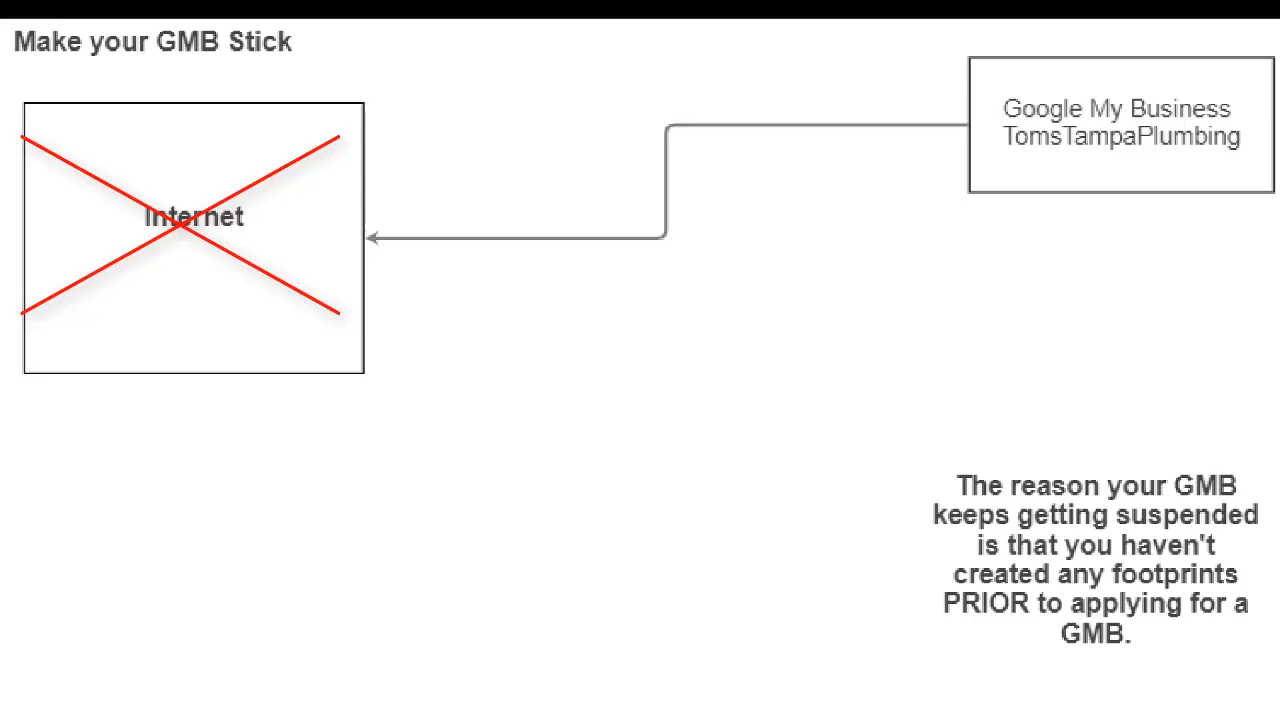 Make your GMB Stick
Google My Business
TomsTampaPlumbing
Internet
The reason your GMB
keeps getting suspended
is that you haven't
created any footprints
PRIOR to applying for a
GMB.